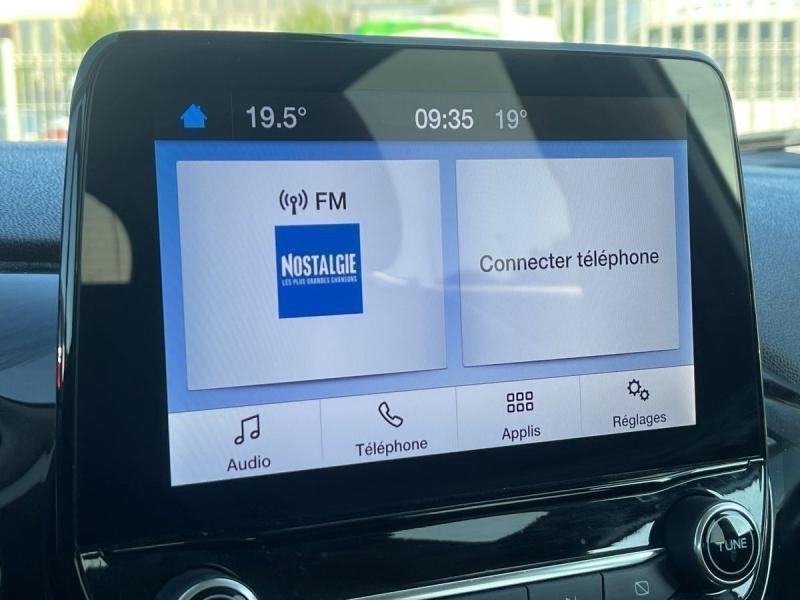 19.5° 09:35 19°
FM
NOSTALGIE
LES PLUS GRANDES CHANSONS
Connecter téléphone
Audio Téléphone Applis Réglages
TUNE